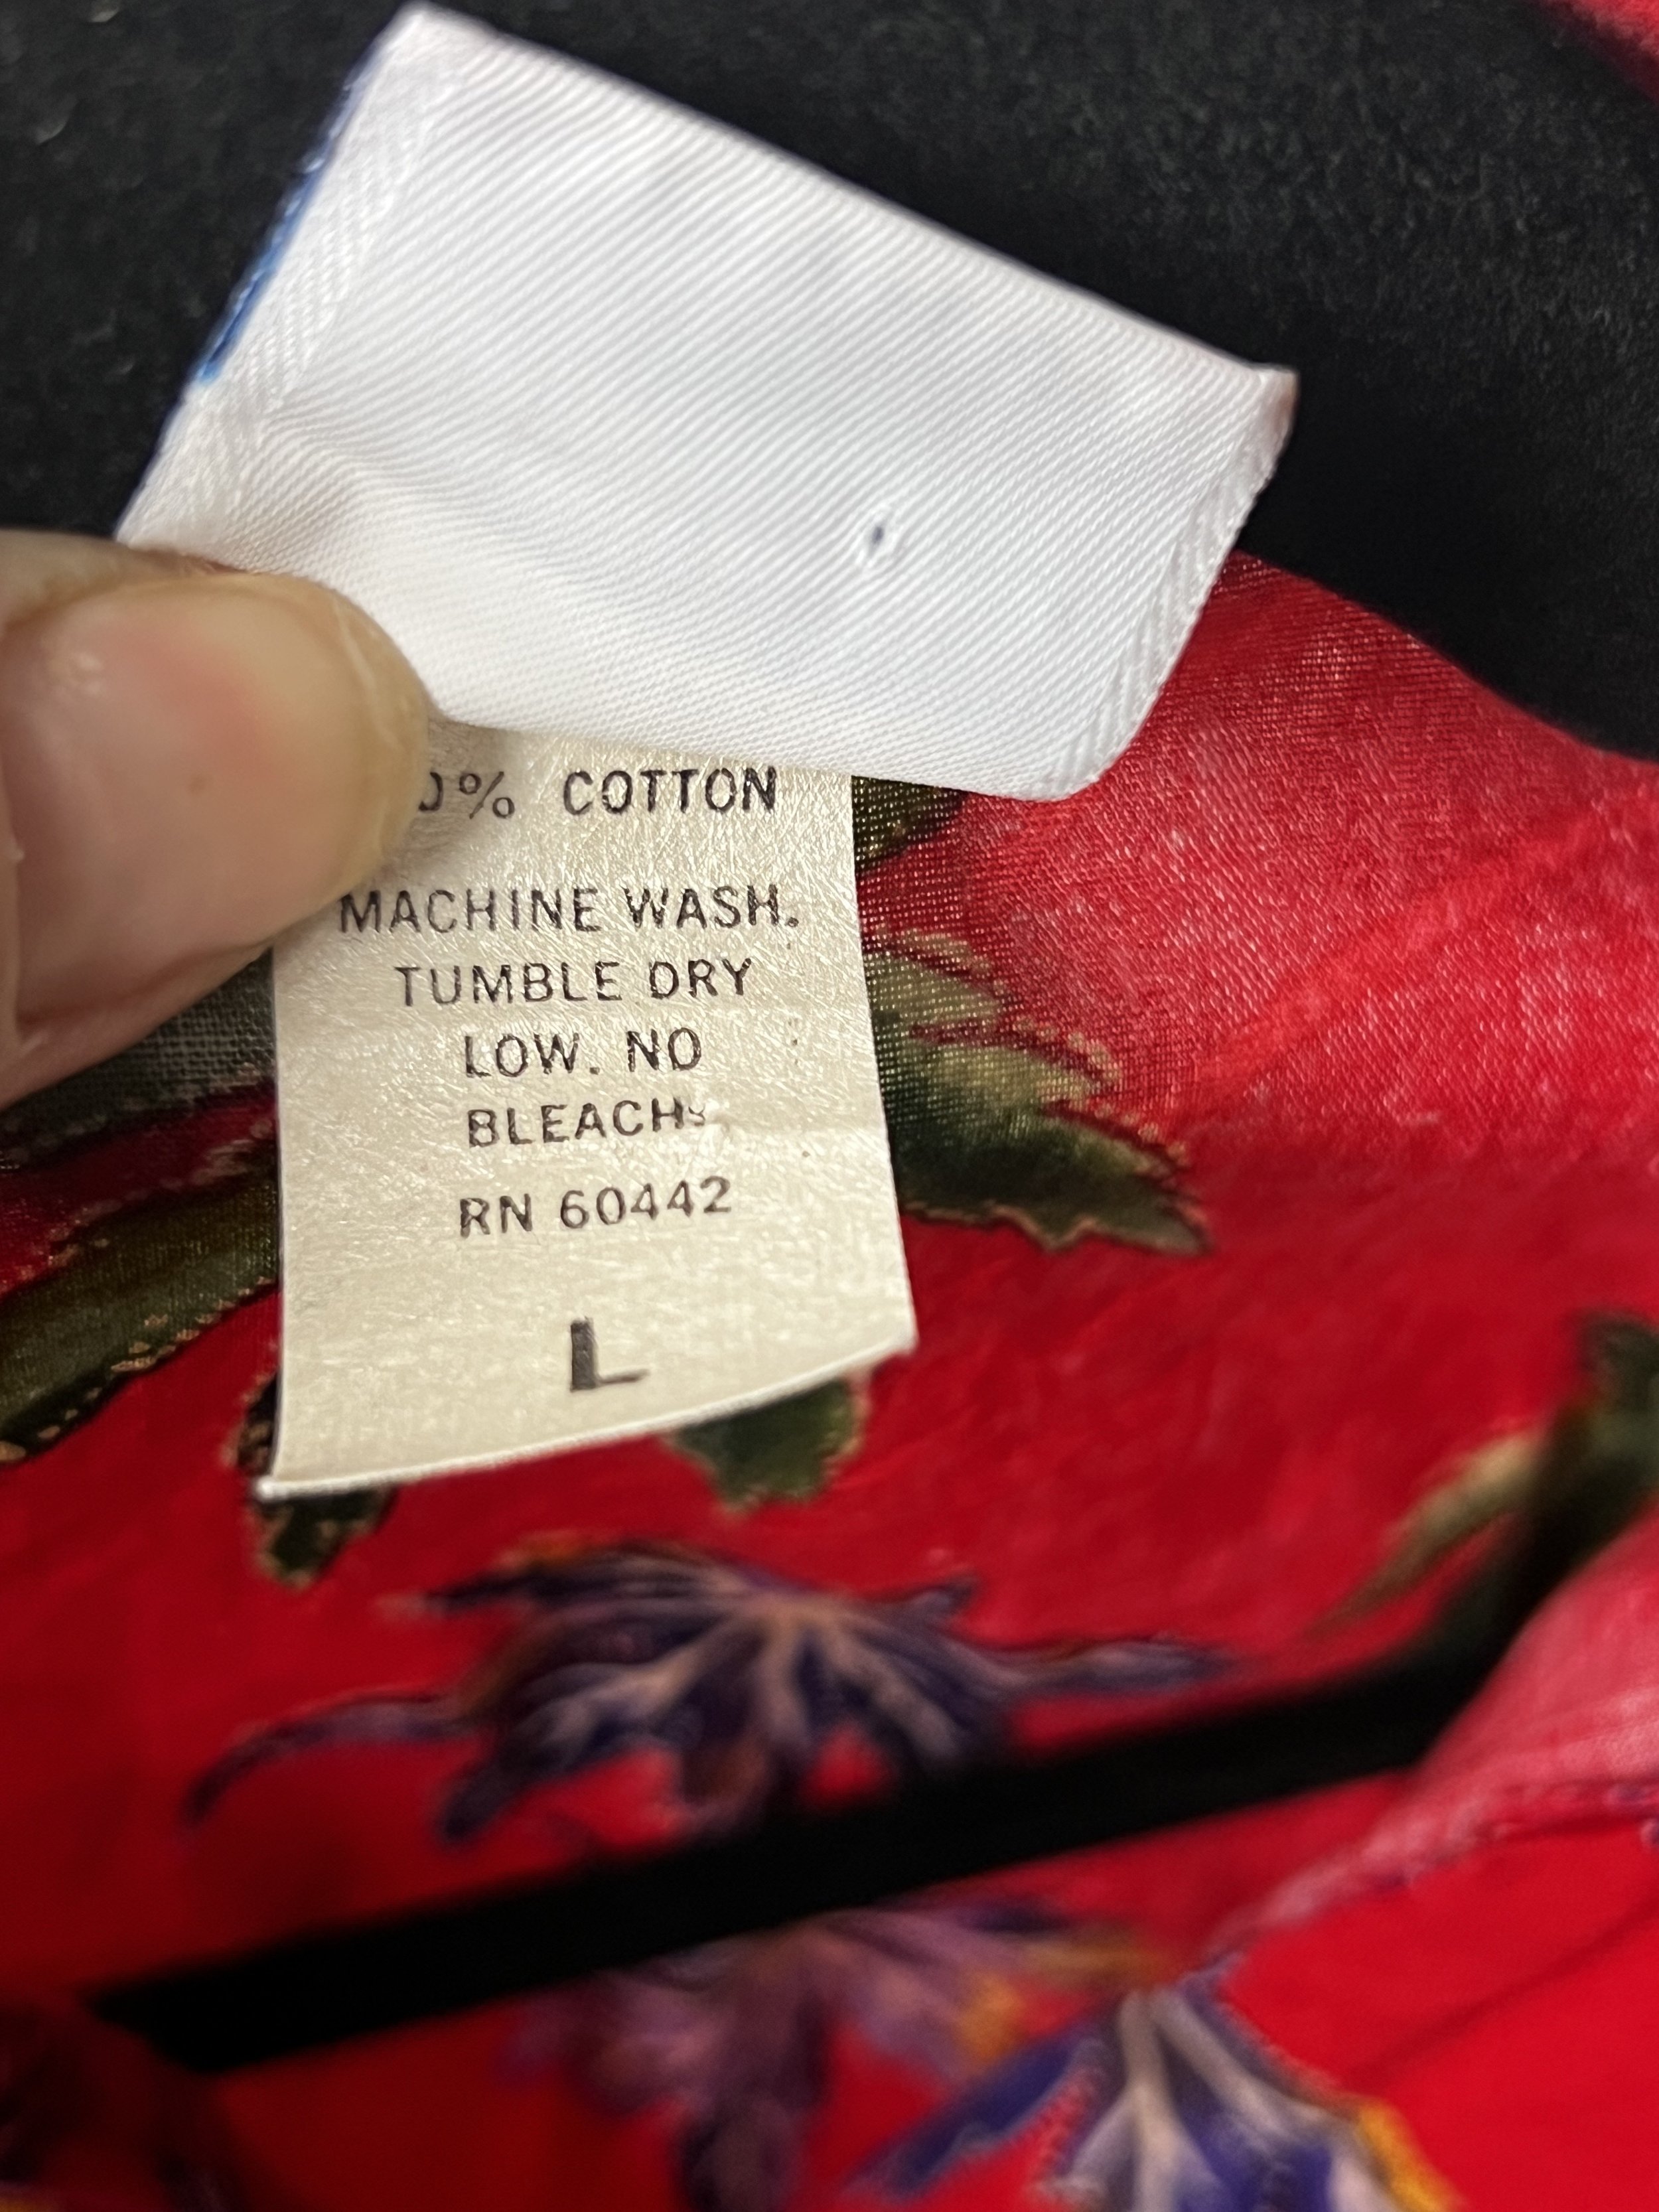 0% COTTON
MACHINE WASH.
TUMBLE DRY
LOW. NO
BLEACH.
RN 60442
L